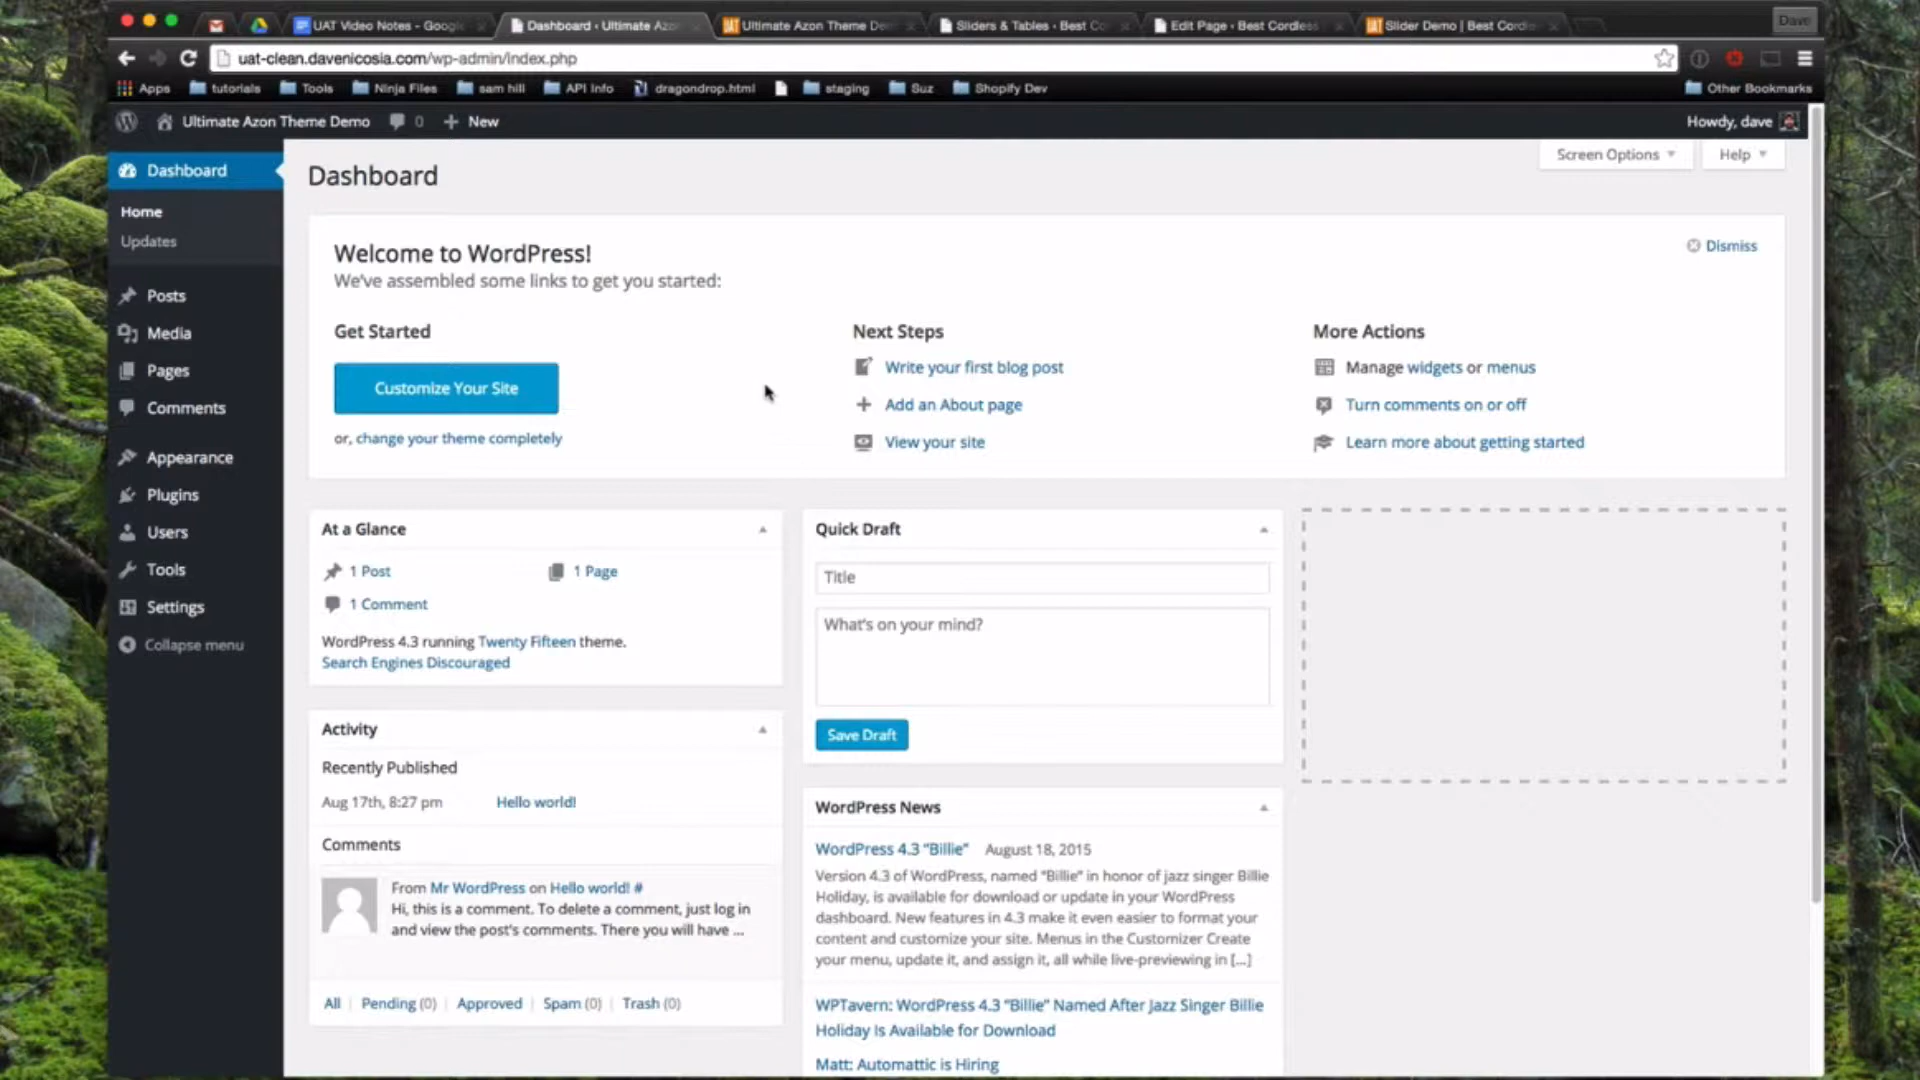 UAT Video Notes - Googl
Dashboard ‹ Ultimate Azo
Ultimate Azon Theme De
Sliders & Tables ‹ Best Co
Edit Page ‹ Best Cordless
Slider Demo | Best Cordl
Dave
uat-clean.davenicosia.com/wp-admin/index.php
Apps
tutorials
Tools
Ninja Files
sam hill
API Info
dragondrop.html
staging
Suz
Shopify Dev
Other Bookmarks
Ultimate Azon Theme Demo
0
New
Howdy, dave
Dashboard
Home
Updates
Posts
Media
Pages
Comments
Appearance
Plugins
Users
Tools
Settings
Collapse menu
Screen Options
Help
Dashboard
Welcome to WordPress!
We've assembled some links to get you started:
Dismiss
Get Started
Customize Your Site
or, change your theme completely
Next Steps
Write your first blog post
Add an About page
View your site
More Actions
Manage widgets or menus
Turn comments on or off
Learn more about getting started
At a Glance
1 Post
1 Page
1 Comment
WordPress 4.3 running Twenty Fifteen theme.
Search Engines Discouraged
Activity
Recently Published
Aug 17th, 8:27 pm
Hello world!
Comments
From Mr WordPress on Hello world! #
Hi, this is a comment. To delete a comment, just log in
and view the post's comments. There you will have ...
All | Pending (0) | Approved | Spam (0) | Trash (0)
Quick Draft
Title
What's on your mind?
Save Draft
WordPress News
WordPress 4.3 "Billie" August 18, 2015
Version 4.3 of WordPress, named "Billie" in honor of jazz singer Billie
Holiday, is available for download or update in your WordPress
dashboard. New features in 4.3 make it even easier to format your
content and customize your site. Menus in the Customizer Create
your menu, update it, and assign it, all while live-previewing in [...]
WPTavern: WordPress 4.3 "Billie" Named After Jazz Singer Billie
Holiday Is Available for Download
Matt: Automattic is Hiring